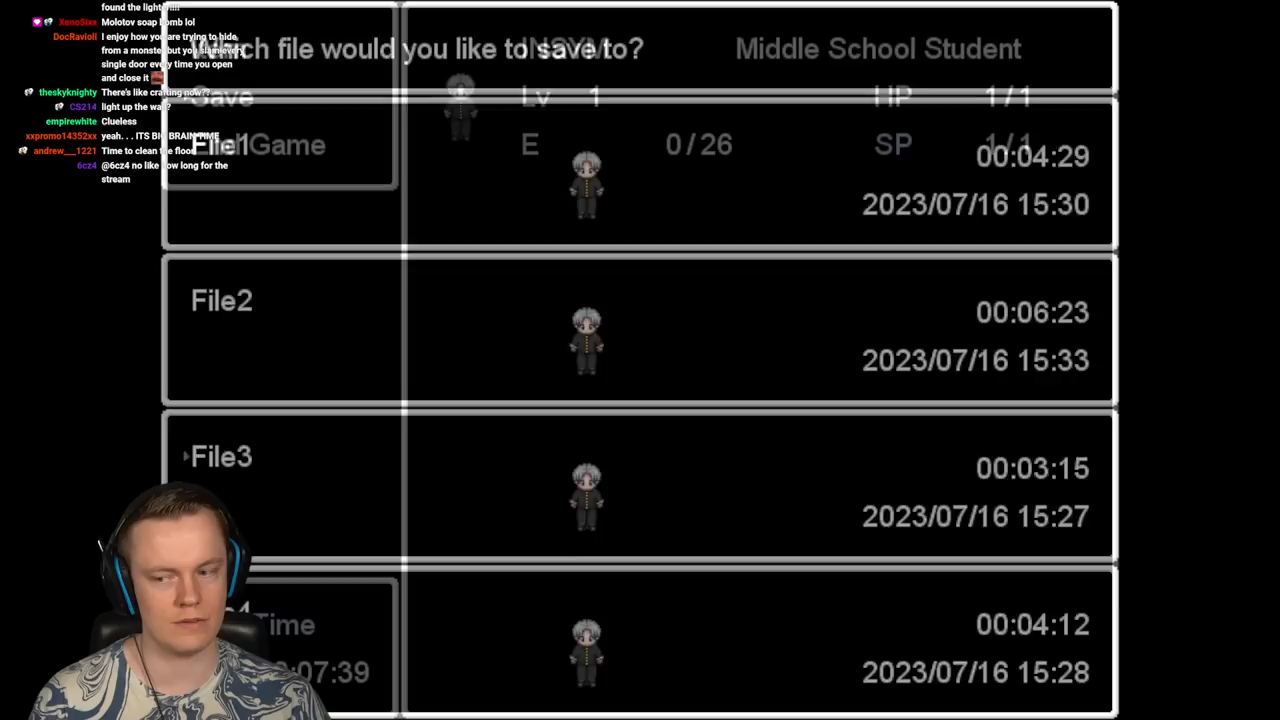 found the lighter!!!!
XenoSixx Molotov soap bomb lol
DocRavioli I enjoy how you are trying to hide
from a monster but you slam every
single door every time you open
and close it
theskyknighty There's like crafting now??
CS214 light up the wall?
empirewhite Clueless
xxpromo14352xx yeah. . . ITS BIG BRAIN TIME
andrew___1221 Time to clean the floor
6cz4 @6cz4 no like how long for the
stream
Which file would you like to save to?
INSYM
Middle School Student
Save
Lv 1
HP 1/1
File1
Game
E 0/26
SP 1/1
00:04:29
2023/07/16 15:30
File2
00:06:23
2023/07/16 15:33
File3
00:03:15
2023/07/16 15:27
Time
00:04:12
:07:39
2023/07/16 15:28